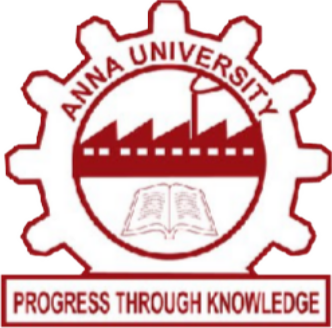 ANNA UNIVERSITY
PROGRESS THROUGH KNOWLEDGE